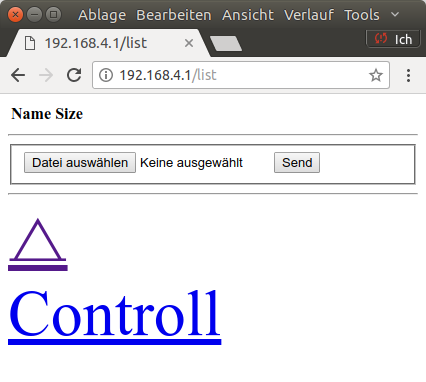 Ablage Bearbeiten Ansicht Verlauf Tools
192.168.4.1/list
Ich
192.168.4.1/list
Name Size
Datei auswählen Keine ausgewählt Send
△
Controll